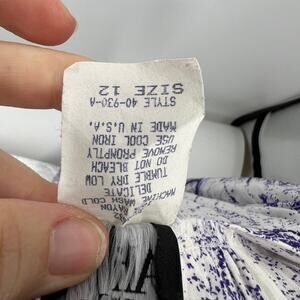 RAYON
MACHINE WASH COLD
DELICATE
TUMBLE DRY LOW
DO NOT BLEACH
REMOVE PROMPTLY
USE COOL IRON
MADE IN U.S.A.
STYLE 40-930-A
SIZE 12